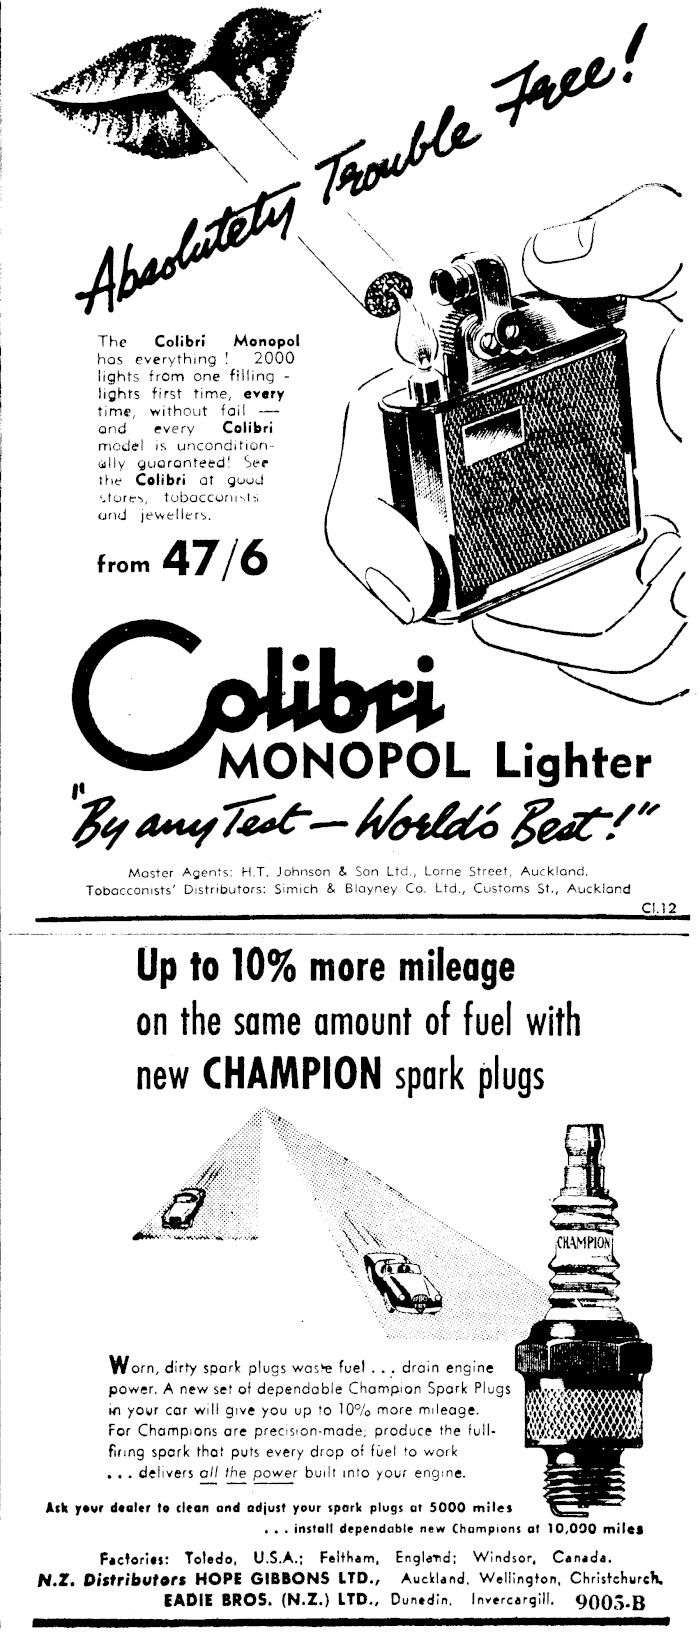 Absolutely Trouble Free!
The Colibri Monopol
has everything! 2000
lights from one filling -
lights first time, every
time, without fail —
and every Colibri
model is uncondition-
ally guaranteed! See
the Colibri at good
stores, tobacconists
and jewellers.
from 47/6
Colibri
MONOPOL Lighter
"By any Test — World's Best!"
Master Agents: H.T. Johnson & Son Ltd., Lorne Street, Auckland.
Tobacconists' Distributors: Simich & Blayney Co. Ltd., Customs St., Auckland
Cl.12
Up to 10% more mileage
on the same amount of fuel with
new CHAMPION spark plugs
CHAMPION
Worn, dirty spark plugs waste fuel . . . drain engine
power. A new set of dependable Champion Spark Plugs
in your car will give you up to 10% more mileage.
For Champions are precision-made; produce the full-
firing spark that puts every drop of fuel to work
. . . delivers all the power built into your engine.
Ask your dealer to clean and adjust your spark plugs at 5000 miles
. . . install dependable new Champions at 10,000 miles
Factories: Toledo, U.S.A.; Feltham, England; Windsor, Canada.
N.Z. Distributors HOPE GIBBONS LTD., Auckland, Wellington, Christchurch,
EADIE BROS. (N.Z.) LTD., Dunedin, Invercargill. 9005-B